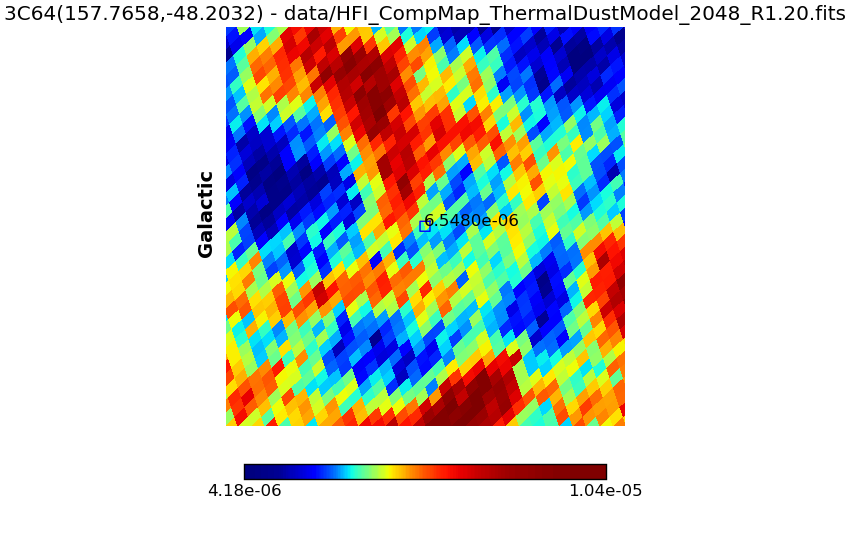 3C64(157.7658,-48.2032) - data/HFI_CompMap_ThermalDustModel_2048_R1.20.fits
Galactic
6.5480e-06
4.18e-06
1.04e-05